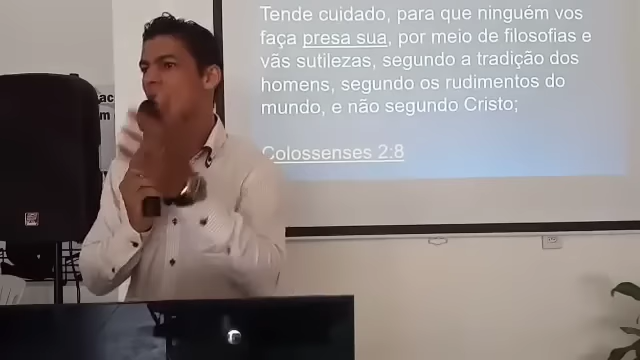 Tende cuidado, para que ninguém vos
faça presa sua, por meio de filosofias e
vãs sutilezas, segundo a tradição dos
homens, segundo os rudimentos do
mundo, e não segundo Cristo;
Colossenses 2:8